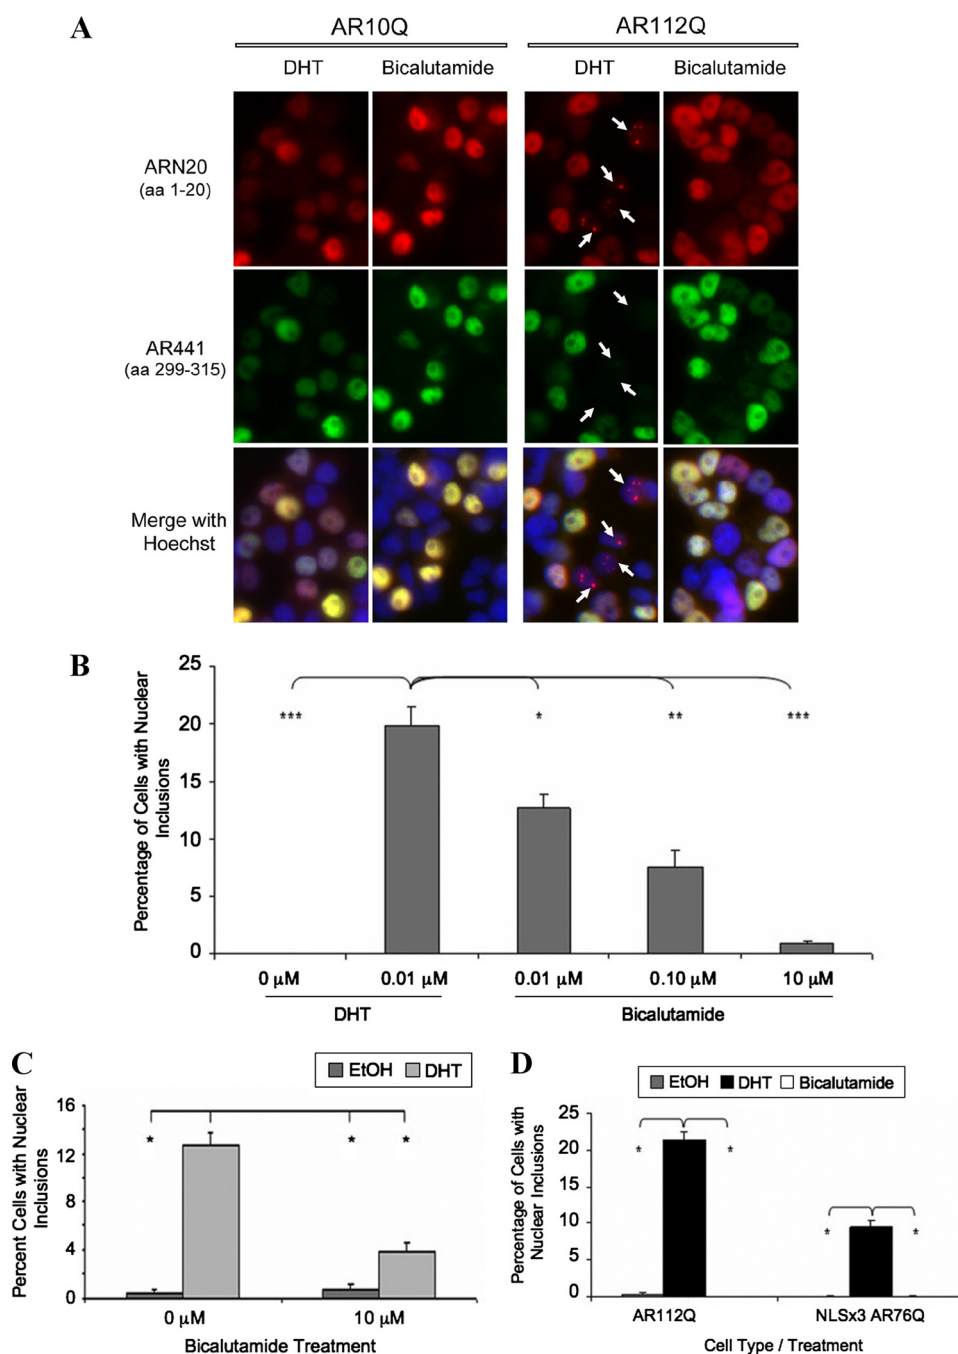 A
AR10Q
AR112Q
DHT
Bicalutamide
DHT
Bicalutamide
ARN20
(aa 1-20)
AR441
(aa 299-315)
Merge with
Hoechst
B
Percentage of Cells with Nuclear
Inclusions
25
20
15
10
5
0
***
*
**
***
0 µM
0.01 µM
0.01 µM
0.10 µM
10 µM
DHT
Bicalutamide
C
EtOH
DHT
Percent Cells with Nuclear
Inclusions
16
12
8
4
0
*
*
*
0 µM
10 µM
Bicalutamide Treatment
D
EtOH
DHT
Bicalutamide
Percentage of Cells with
Nuclear Inclusions
25
20
15
10
5
0
*
*
*
*
AR112Q
NLSx3 AR76Q
Cell Type / Treatment